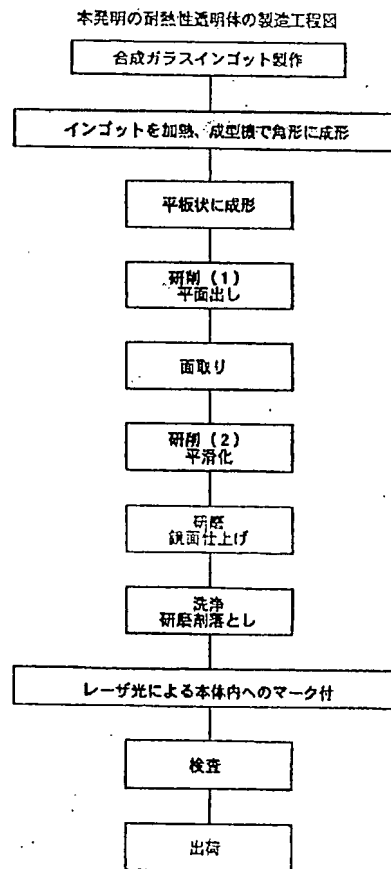 本発明の耐熱性透明体の製造工程図
合成ガラスインゴット製作
インゴットを加熱、成型機で角形に成形
平板状に成形
研削(1)
平面出し
面取り
研削(2)
平滑化
研磨
鏡面仕上げ
洗浄
研磨剤落とし
レーザ光による本体内へのマーク付
検査
出荷